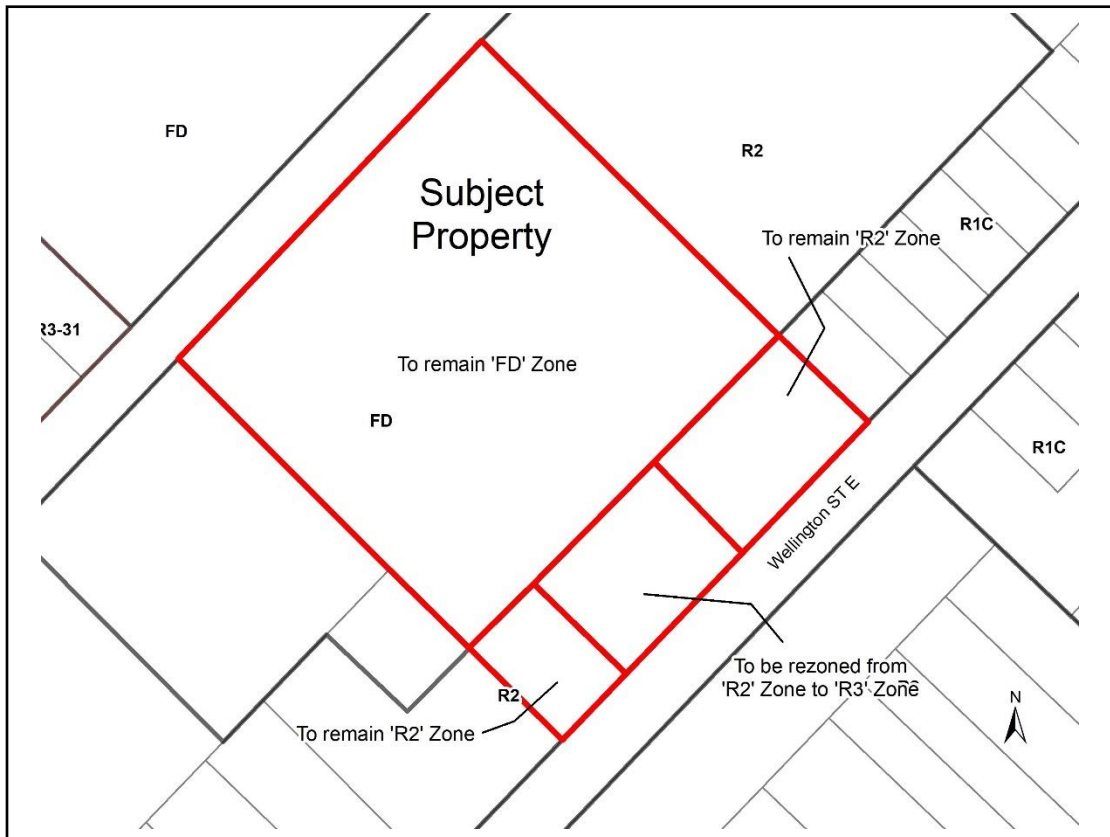 FD
Subject
Property
R2
R1C
To remain 'R2' Zone
R3-31
To remain 'FD' Zone
FD
R1C
Wellington ST E
To be rezoned from
'R2' Zone to 'R3' Zone
R2
To remain 'R2' Zone
N